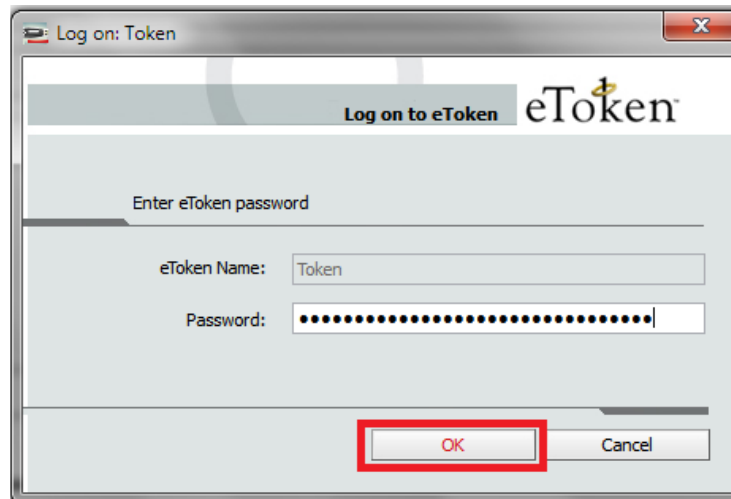 Log on: Token
Log on to eToken
eToken
Enter eToken password
eToken Name:
Token
Password:
OK
Cancel